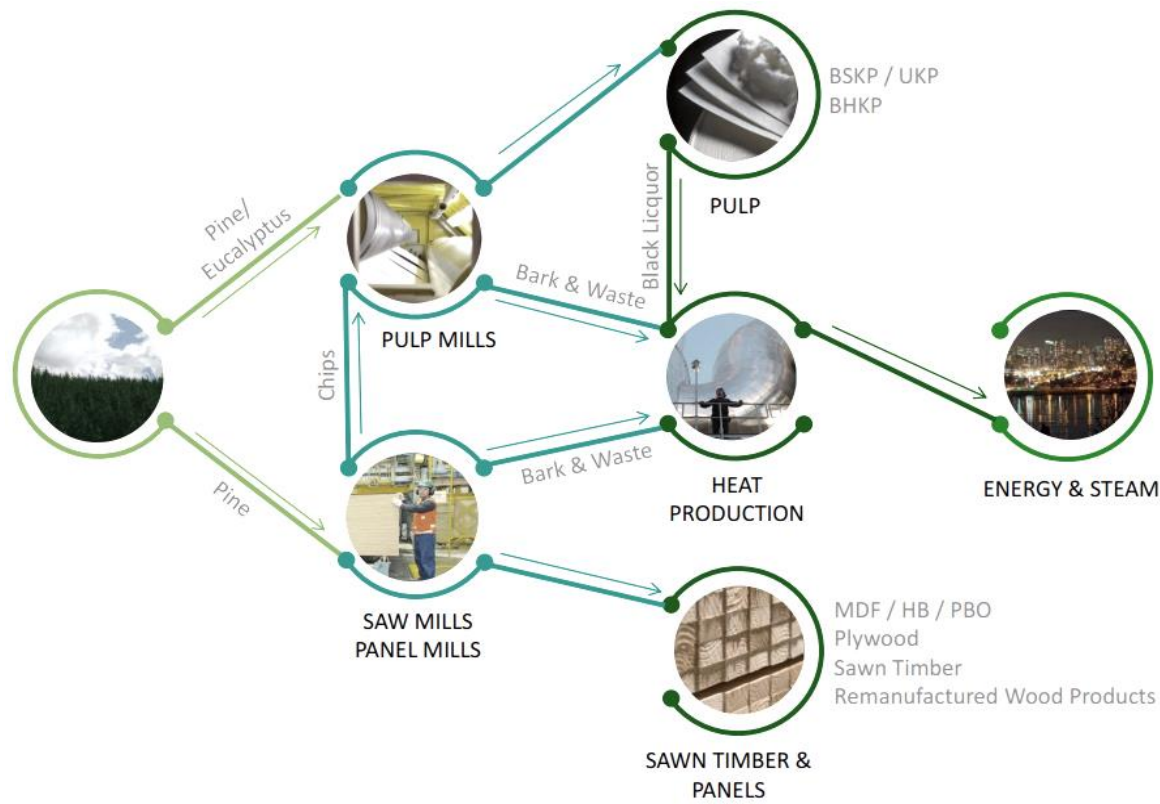 BSKP / UKP
BHKP
PULP
Pine/
Eucalyptus
Black Licquor
Bark & Waste
PULP MILLS
Chips
Bark & Waste
HEAT
PRODUCTION
ENERGY & STEAM
Pine
SAW MILLS
PANEL MILLS
MDF / HB / PBO
Plywood
Sawn Timber
Remanufactured Wood Products
SAWN TIMBER &
PANELS